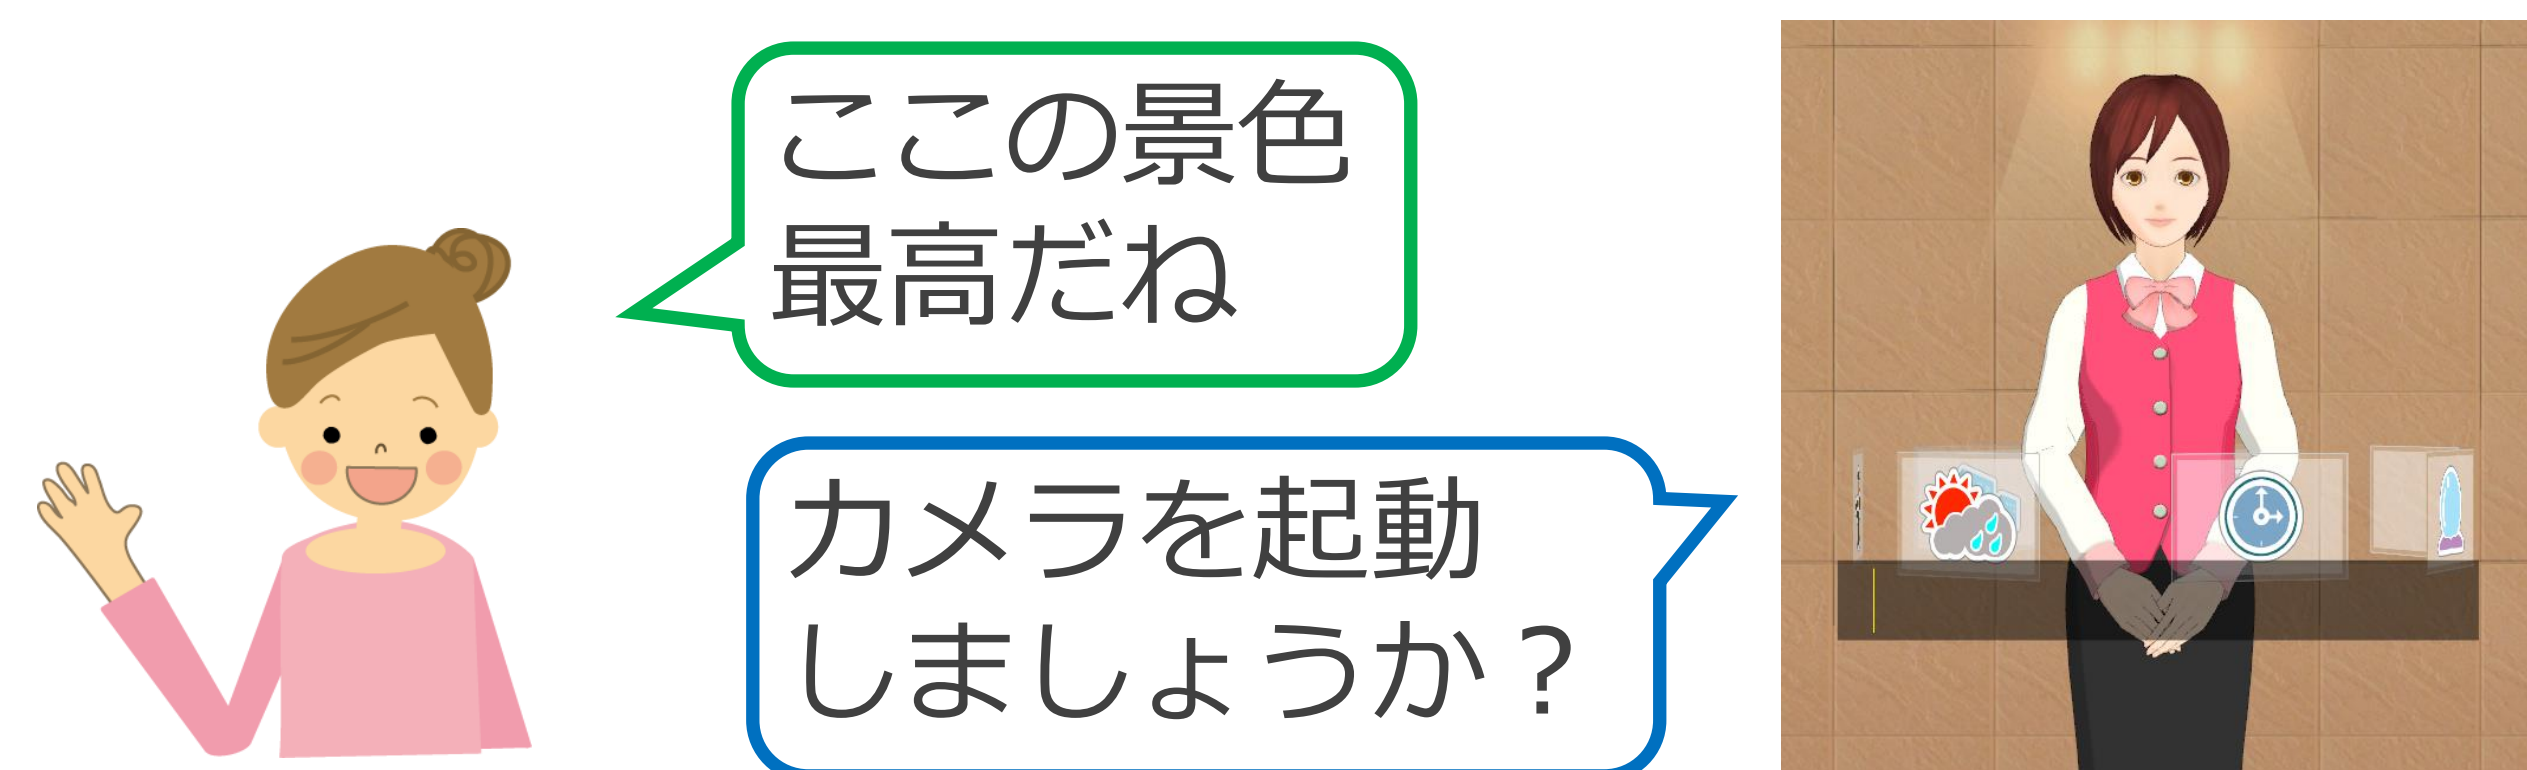 ここの景色
最高だね
カメラを起動
しましょうか？